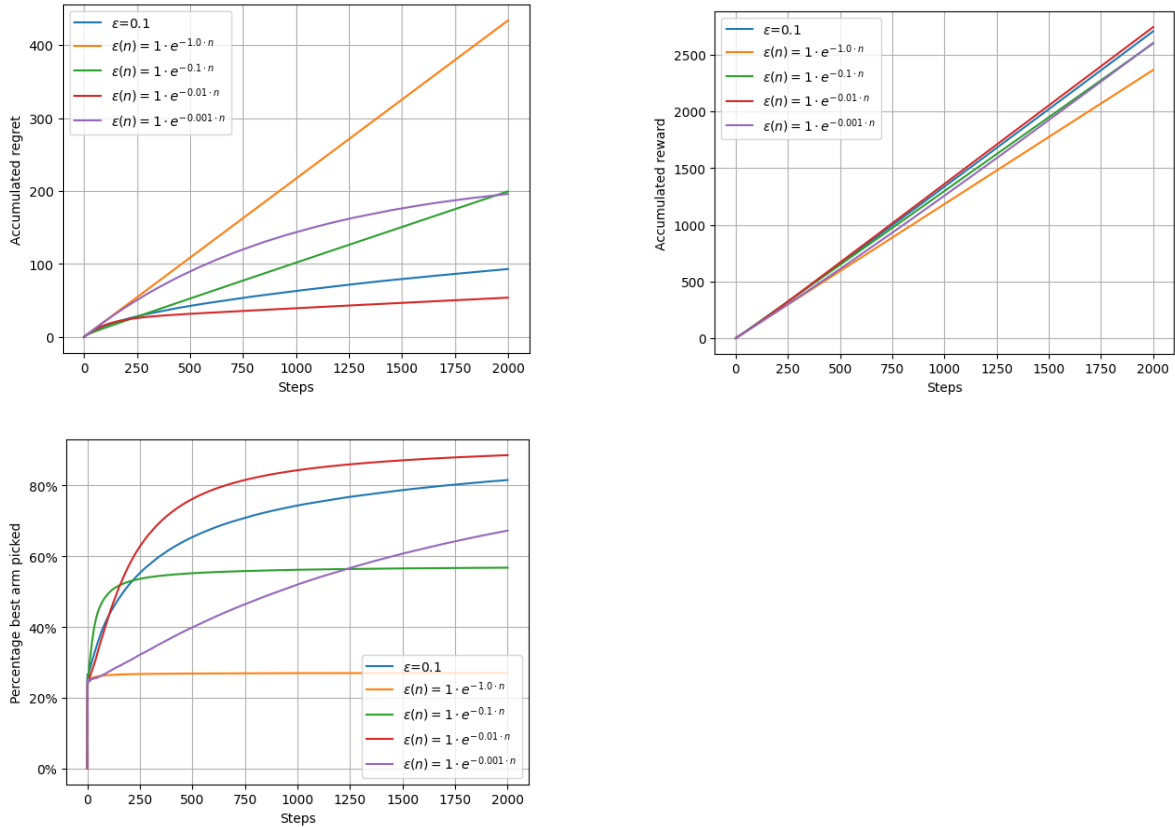 ε=0.1
ε(n) = 1 · e^{−1.0·n}
ε(n) = 1 · e^{−0.1·n}
ε(n) = 1 · e^{−0.01·n}
ε(n) = 1 · e^{−0.001·n}
400
300
200
100
0
Accumulated regret
0 250 500 750 1000 1250 1500 1750 2000
Steps
ε=0.1
ε(n) = 1 · e^{−1.0·n}
ε(n) = 1 · e^{−0.1·n}
ε(n) = 1 · e^{−0.01·n}
ε(n) = 1 · e^{−0.001·n}
2500
2000
1500
1000
500
0
Accumulated reward
0 250 500 750 1000 1250 1500 1750 2000
Steps
80%
60%
40%
20%
0%
Percentage best arm picked
ε=0.1
ε(n) = 1 · e^{−1.0·n}
ε(n) = 1 · e^{−0.1·n}
ε(n) = 1 · e^{−0.01·n}
ε(n) = 1 · e^{−0.001·n}
0 250 500 750 1000 1250 1500 1750 2000
Steps